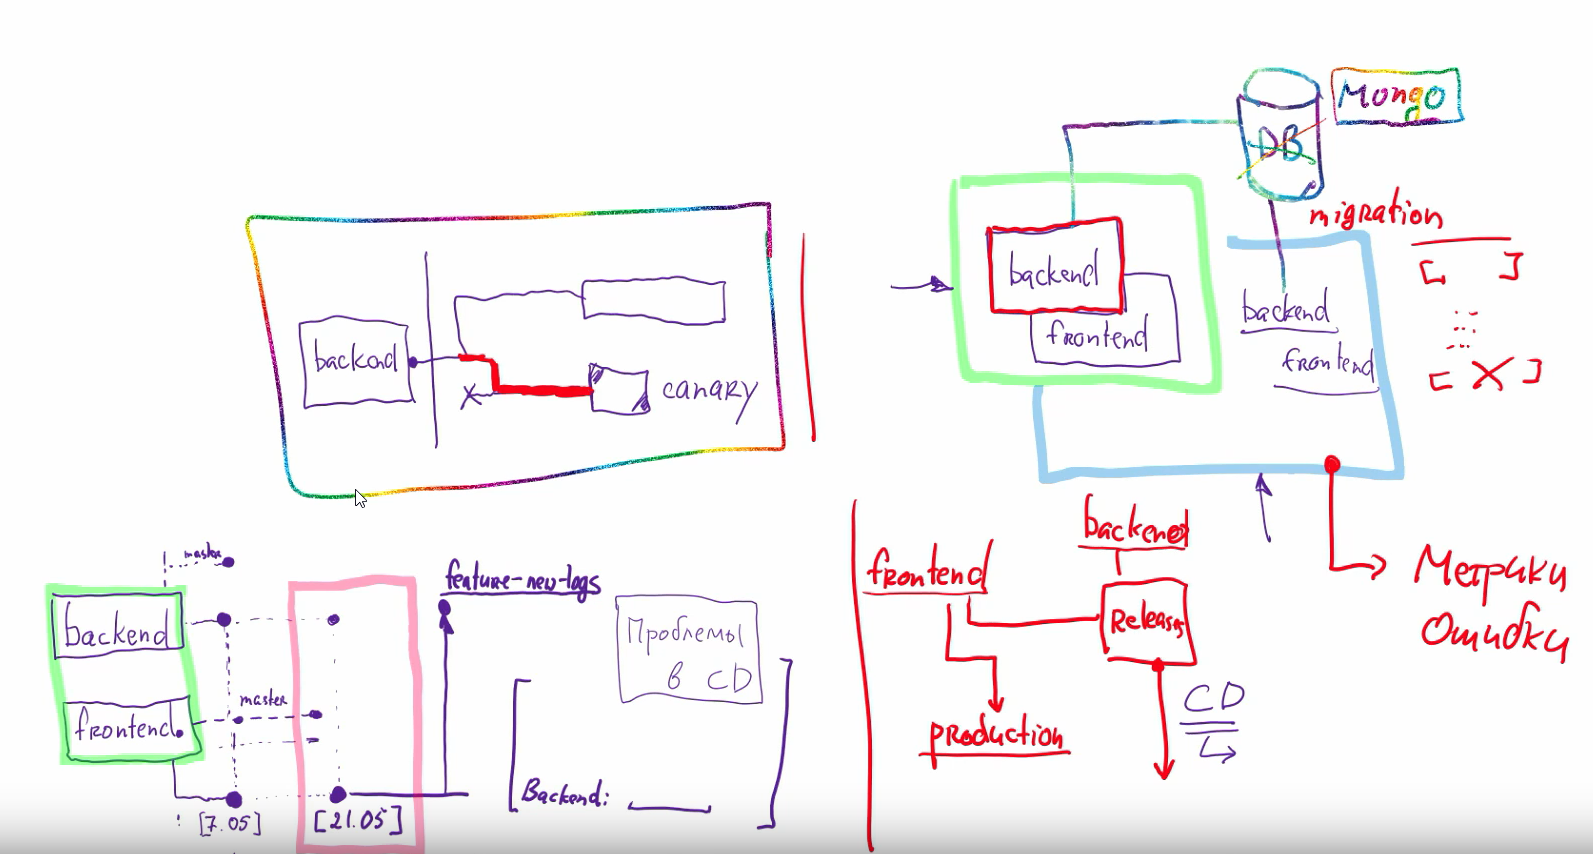 backend
canary
Mongo
DB
migration
backend
frontend
backend
frontend
[ ]
[ X ]
master
backend
master
frontend
[7.05]
[21.05]
feature-new-logs
Проблемы
в CD
Backend:
frontend
backend
Releases
production
CD
Метрики
Ошибки